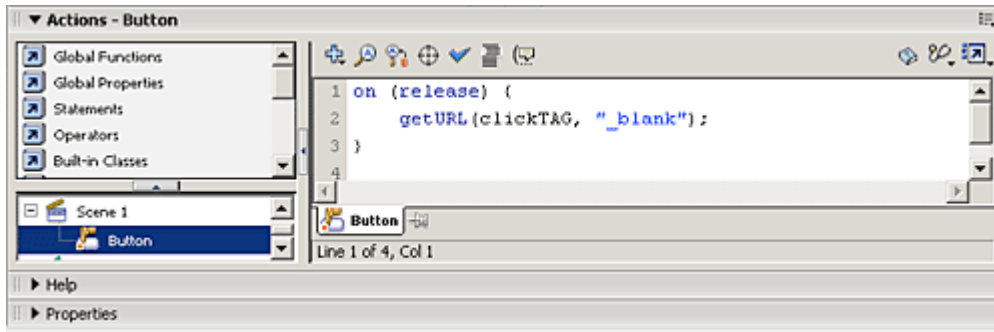 Actions - Button
Global Functions
Global Properties
Statements
Operators
Built-in Classes
Scene 1
Button
1 on (release) {
2 getURL(clickTAG, "_blank");
3 }
4
Button
Line 1 of 4, Col 1
Help
Properties